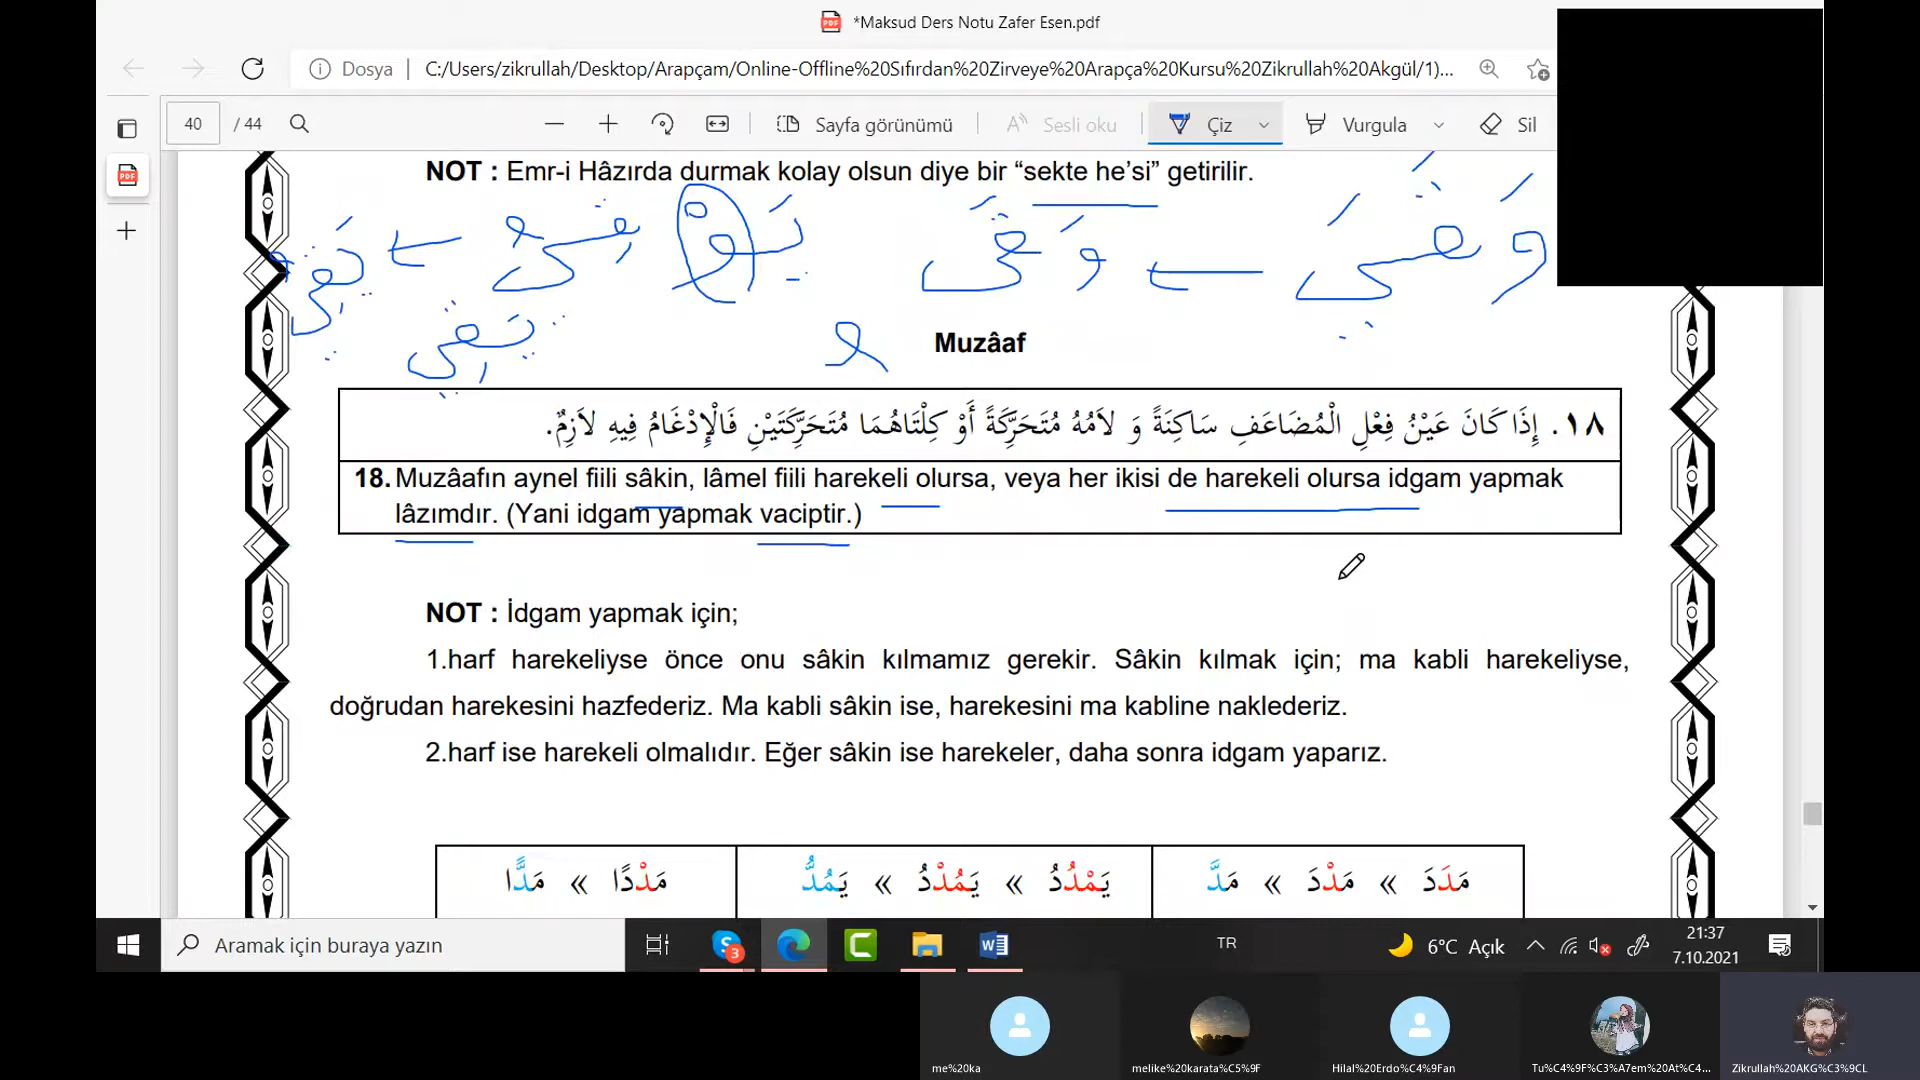 *Maksud Ders Notu Zafer Esen.pdf
Dosya | C:/Users/zikrullah/Desktop/Arapçam/Online-Offline%20Sıfırdan%20Zirveye%20Arapça%20Kursu%20Zikrullah%20Akgül/1)...
40 / 44 Sayfa görünümü Sesli oku Çiz Vurgula Sil
NOT : Emr-i Hâzırda durmak kolay olsun diye bir “sekte he’si” getirilir.
Muzâaf
١٨. إِذَا كَانَ عَيْنُ فِعْلِ الْمُضَاعَفِ سَاكِنَةً وَ لاَمُهُ مُتَحَرِّكَةً أَوْ كِلْتَاهُمَا مُتَحَرِّكَتَيْنِ فَالْإِدْغَامُ فِيهِ لاَزِمٌ.
18. Muzâafın aynel fiili sâkin, lâmel fiili harekeli olursa, veya her ikisi de harekeli olursa idgam yapmak
lâzımdır. (Yani idgam yapmak vaciptir.)
NOT : İdgam yapmak için;
1.harf harekeliyse önce onu sâkin kılmamız gerekir. Sâkin kılmak için; ma kabli harekeliyse,
doğrudan harekesini hazfederiz. Ma kabli sâkin ise, harekesini ma kabline naklederiz.
2.harf ise harekeli olmalıdır. Eğer sâkin ise harekeler, daha sonra idgam yaparız.
مَدَدَ » مَدْدَ » مَدَّ
يَمْدُدُ » يَمُدْدُ » يَمُدُّ
مَدْدًا » مَدًّا
Aramak için buraya yazın
3
TR
6°C Açık
21:37
7.10.2021
me%20ka
melike%20karata%C5%9F
Hilal%20Erdo%C4%9Fan
Tu%C4%9F%C3%A7em%20At%C4...
Zikrullah%20AKG%C3%9CL